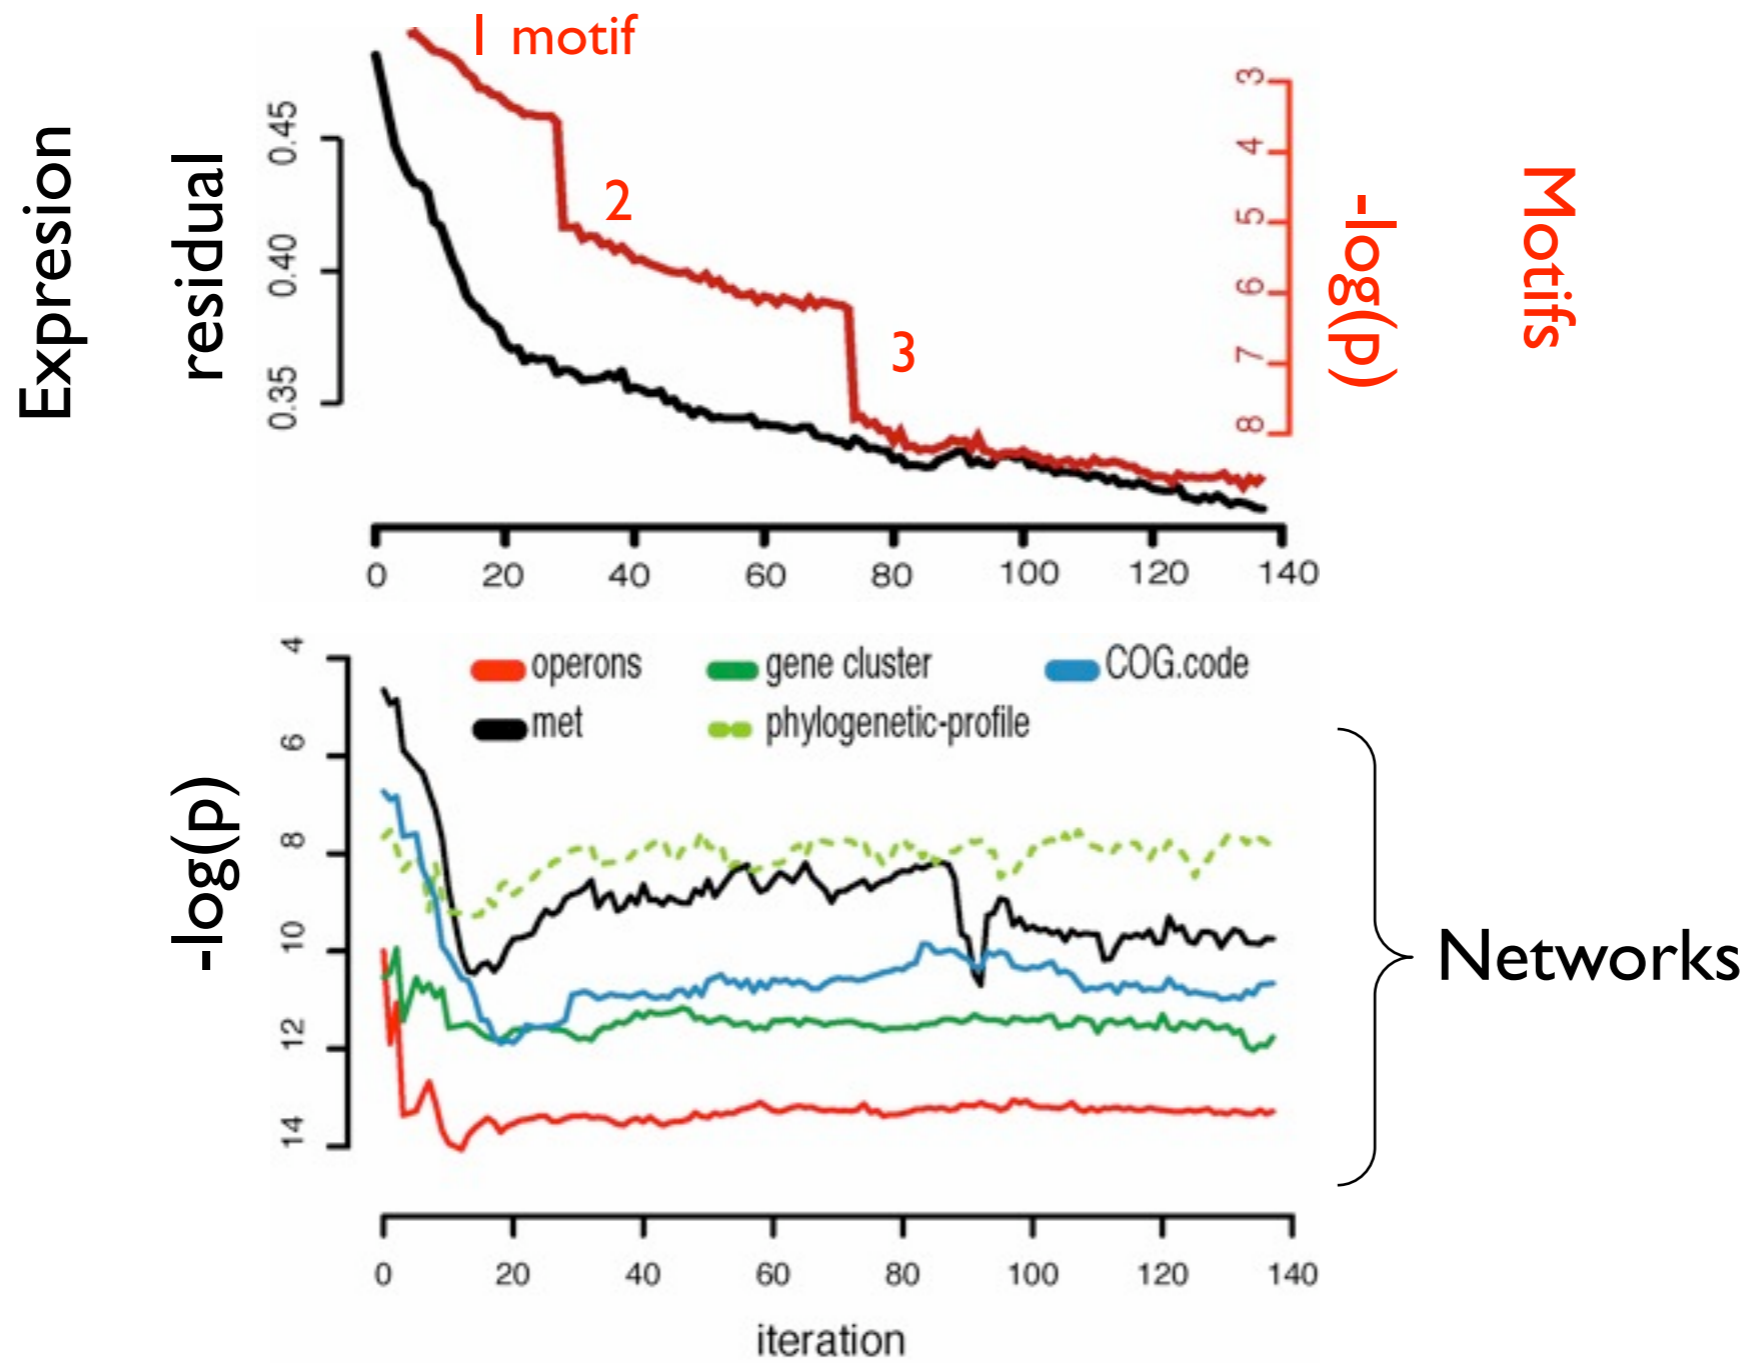 Expresion
residual
0.45
0.40
0.35
1 motif
2
3
3
4
5
6
7
8
-log(p)
Motifs
0 20 40 60 80 100 120 140
-log(p)
4
6
8
10
12
14
operons gene cluster COG.code
met phylogenetic-profile
Networks
0 20 40 60 80 100 120 140
iteration